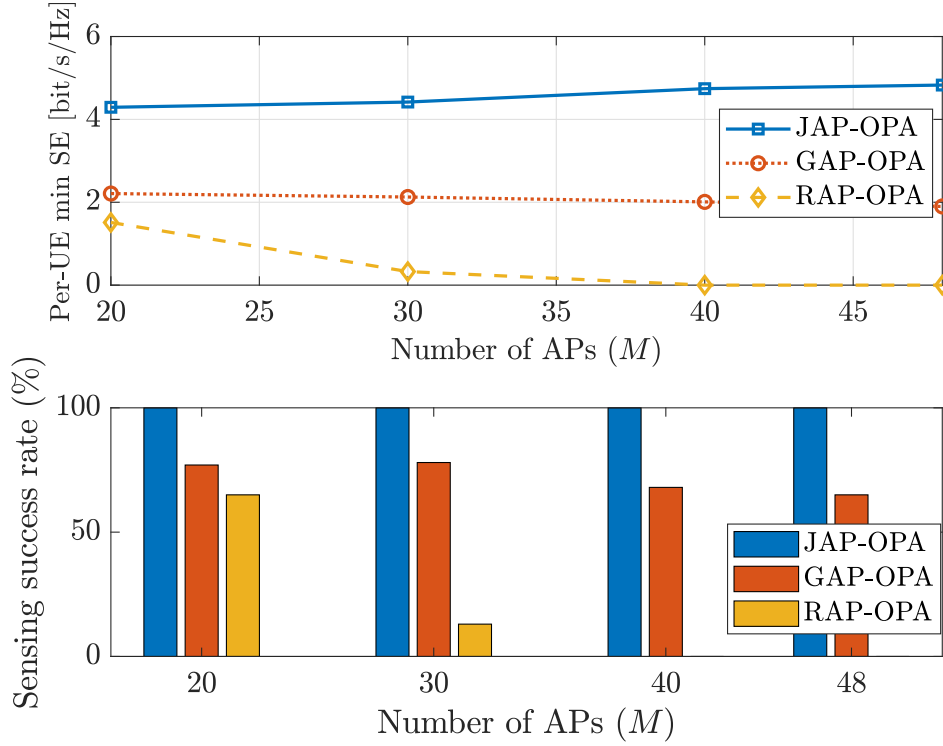 Per-UE min SE [bit/s/Hz]
6
4
2
0
20
25
30
35
40
45
JAP-OPA
GAP-OPA
RAP-OPA
Number of APs (M)
Sensing success rate (%)
100
50
0
20
30
40
48
JAP-OPA
GAP-OPA
RAP-OPA
Number of APs (M)